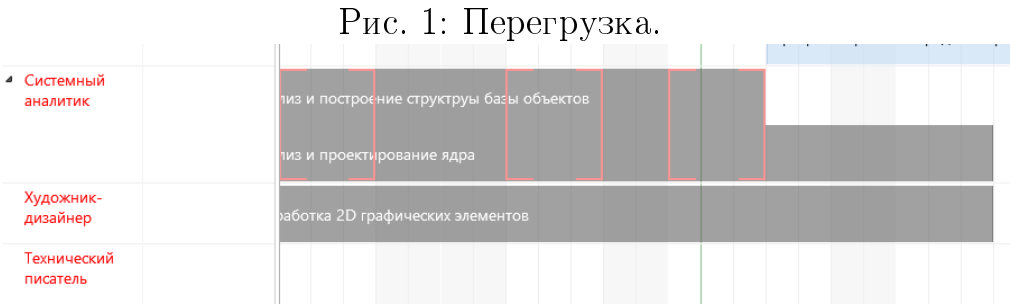 Рис. 1: Перегрузка.
Системный
аналитик
лиз и построение структруы базы объектов
лиз и проектирование ядра
Художник-
дизайнер
работка 2D графических элементов
Технический
писатель